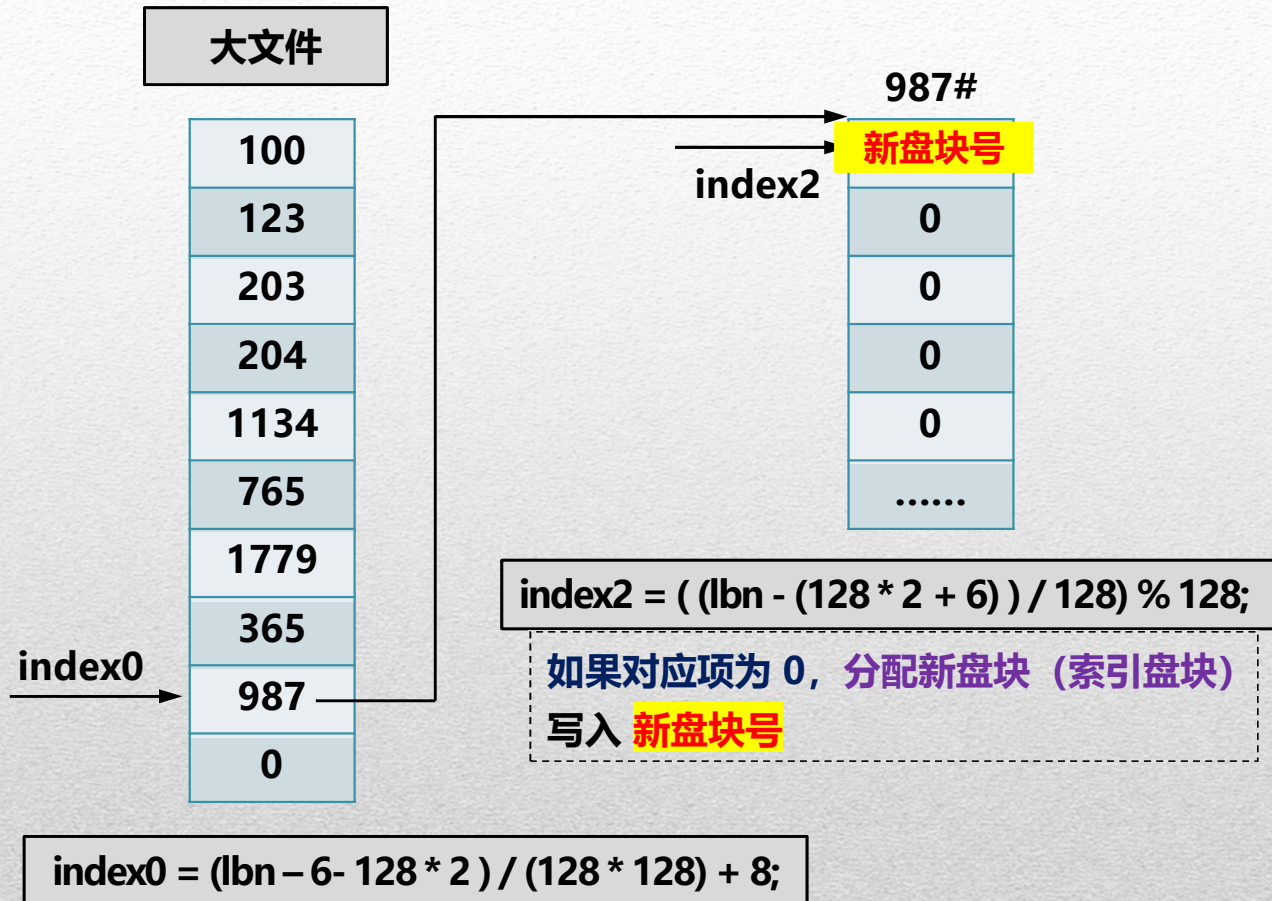 大文件
100
123
203
204
1134
765
1779
365
987
0
index0
987#
新盘块号
0
0
0
0
......
index2
index2 = ( (lbn - (128 * 2 + 6) ) / 128) % 128;
如果对应项为 0，分配新盘块（索引盘块）
写入 新盘块号
index0 = (lbn – 6- 128 * 2 ) / (128 * 128) + 8;